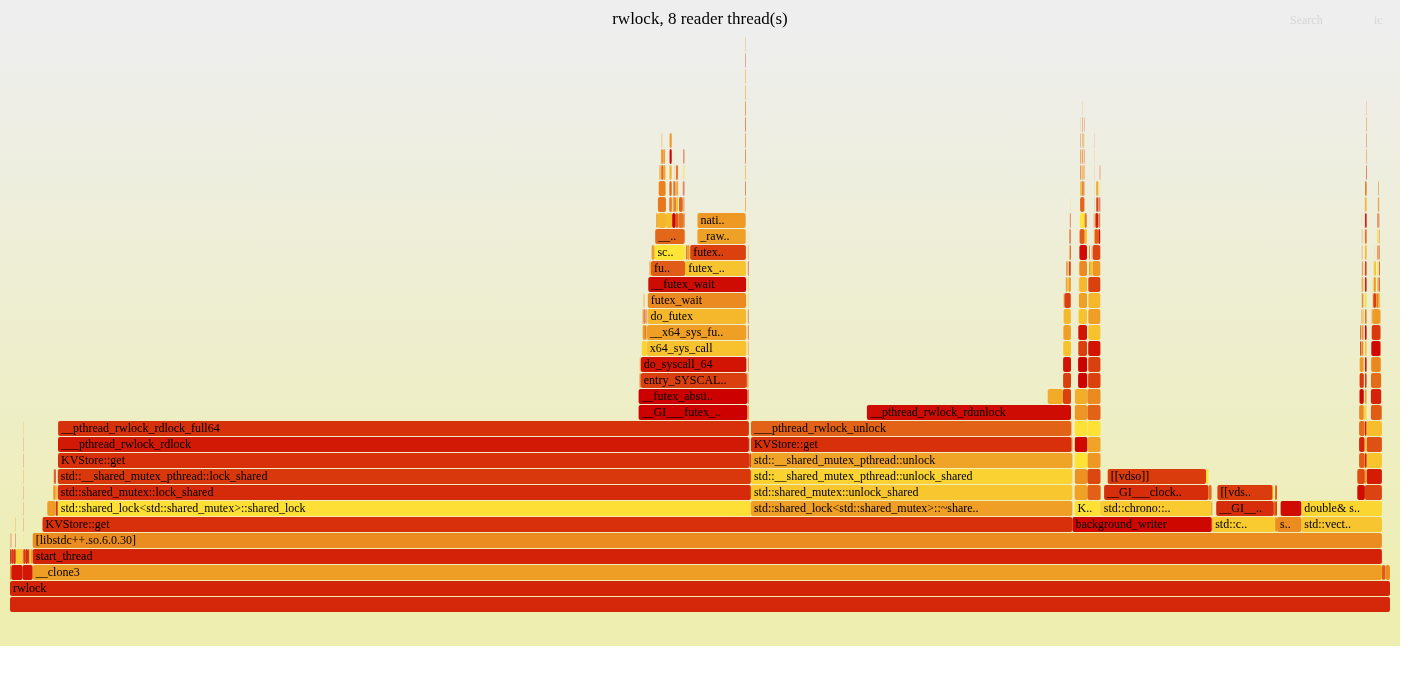 rwlock, 8 reader thread(s)
Search
ic
nati..
__.. _raw..
sc.. futex..
fu.. futex_..
__futex_wait
futex_wait
do_futex
__x64_sys_fu..
x64_sys_call
do_syscall_64
entry_SYSCAL..
__futex_absti..
__GI___futex_.. ___pthread_rwlock_rdunlock
__pthread_rwlock_rdlock_full64 ___pthread_rwlock_unlock
___pthread_rwlock_rdlock KVStore::get
KVStore::get std::__shared_mutex_pthread::unlock
std::__shared_mutex_pthread::lock_shared std::__shared_mutex_pthread::unlock_shared [[vdso]]
std::shared_mutex::lock_shared std::shared_mutex::unlock_shared __GI___clock.. [[vds..
std::shared_lock<std::shared_mutex>::shared_lock std::shared_lock<std::shared_mutex>::~share.. K.. std::chrono::.. __GI__.. double& s..
KVStore::get background_writer std::c.. s.. std::vect..
[libstdc++.so.6.0.30]
start_thread
__clone3
rwlock